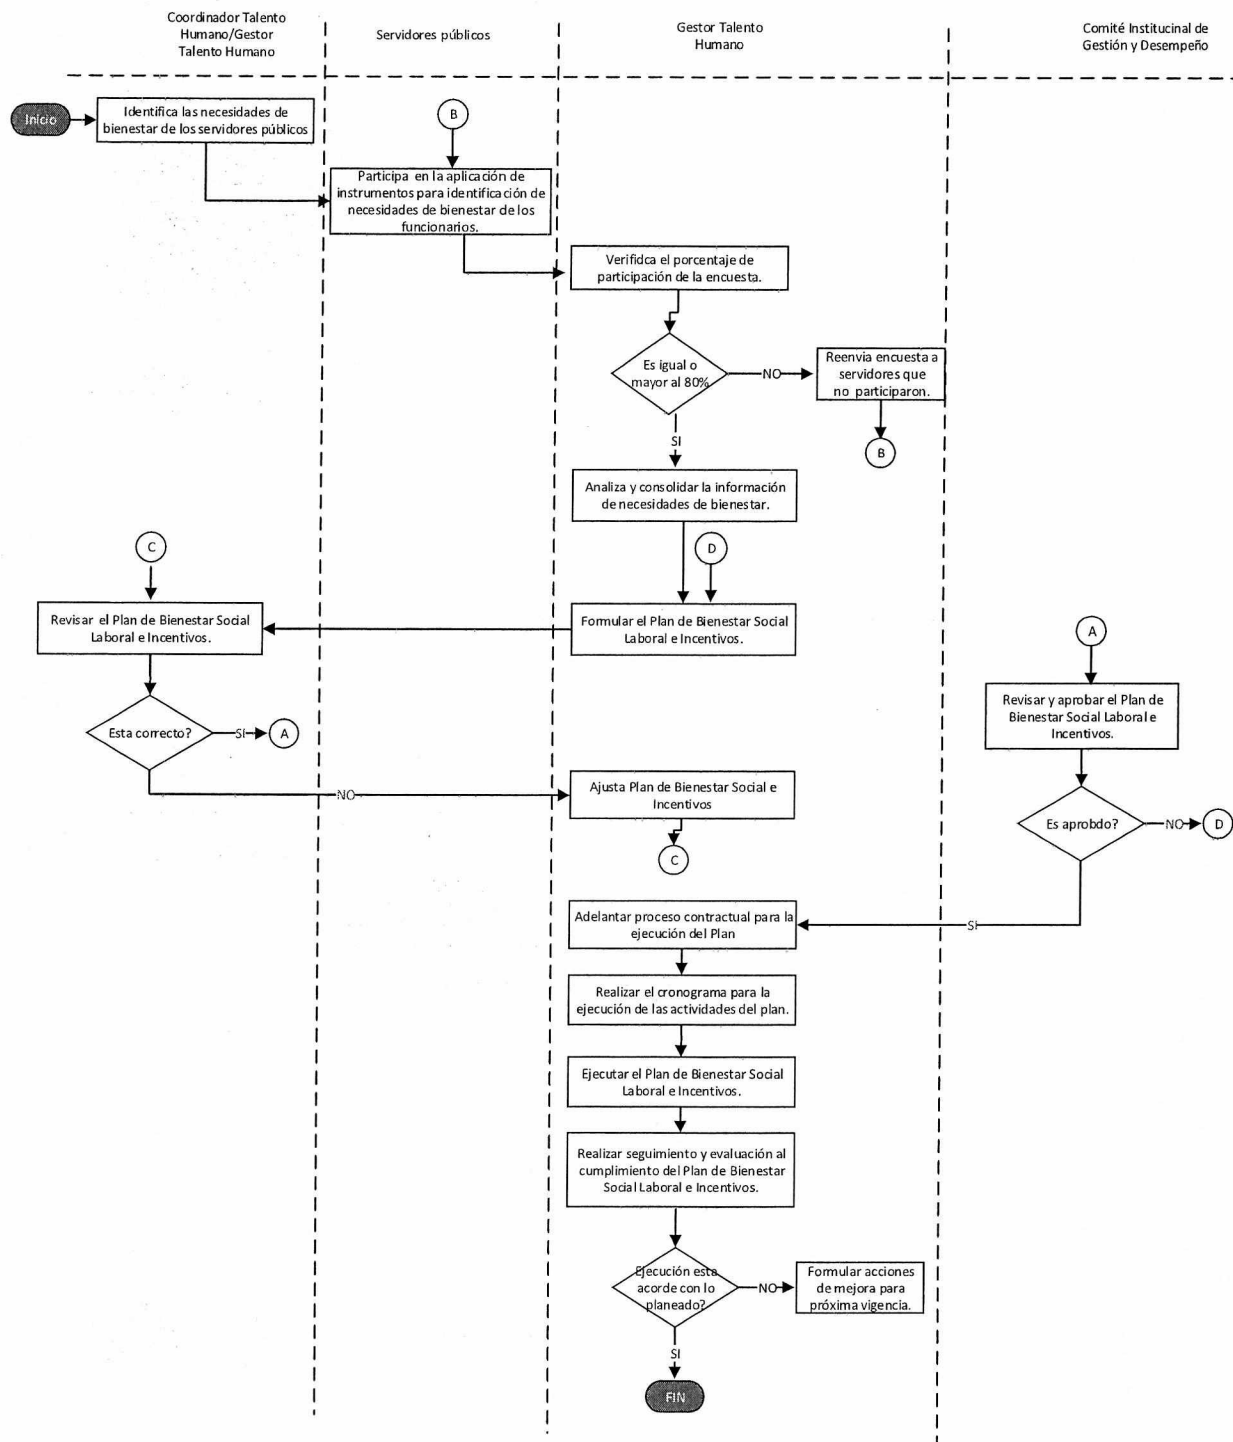 Coordinador Talento
Humano/Gestor
Talento Humano
Servidores públicos
Gestor Talento
Humano
Comité Institucinal de
Gestión y Desempeño
Inicio
Identifica las necesidades de
bienestar de los servidores públicos
B
Participa en la aplicación de
instrumentos para identificación de
necesidades de bienestar de los
funcionarios.
Verifidca el porcentaje de
participación de la encuesta.
Es igual o
mayor al 80%
NO
Reenvia encuesta a
servidores que
no participaron.
B
SI
Analiza y consolidar la información
de necesidades de bienestar.
C
D
Revisar el Plan de Bienestar Social
Laboral e Incentivos.
Formular el Plan de Bienestar Social
Laboral e Incentivos.
A
Revisar y aprobar el Plan de
Bienestar Social Laboral e
Incentivos.
Esta correcto?
SI
A
NO
Ajusta Plan de Bienestar Social e
Incentivos
C
Es aprobdo?
NO
D
SI
Adelantar proceso contractual para la
ejecución del Plan
Realizar el cronograma para la
ejecución de las actividades del plan.
Ejecutar el Plan de Bienestar Social
Laboral e Incentivos.
Realizar seguimiento y evaluación al
cumplimiento del Plan de Bienestar
Social Laboral e Incentivos.
Ejecución esta
acorde con lo
planeado?
NO
Formular acciones
de mejora para
próxima vigencia.
SI
FIN